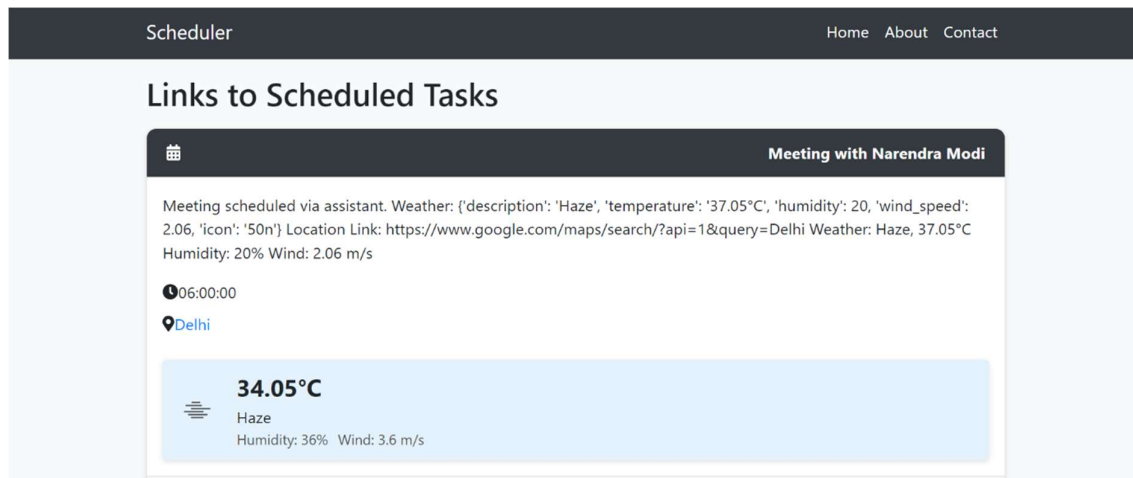 Scheduler
Home About Contact
Links to Scheduled Tasks
Meeting with Narendra Modi
Meeting scheduled via assistant. Weather: {'description': 'Haze', 'temperature': '37.05°C', 'humidity': 20, 'wind_speed':
2.06, 'icon': '50n'} Location Link: https://www.google.com/maps/search/?api=1&query=Delhi Weather: Haze, 37.05°C
Humidity: 20% Wind: 2.06 m/s
06:00:00
Delhi
34.05°C
Haze
Humidity: 36% Wind: 3.6 m/s